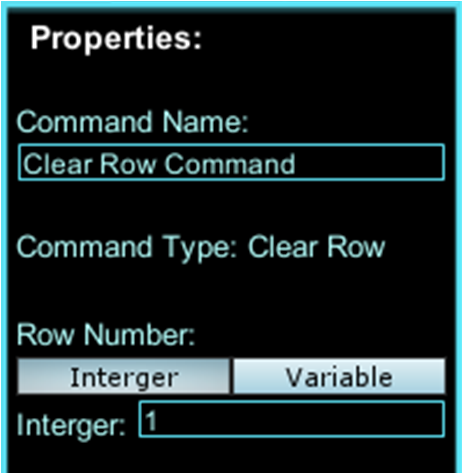 Properties:
Command Name:
Clear Row Command
Command Type: Clear Row
Row Number:
Interger Variable
Interger: 1